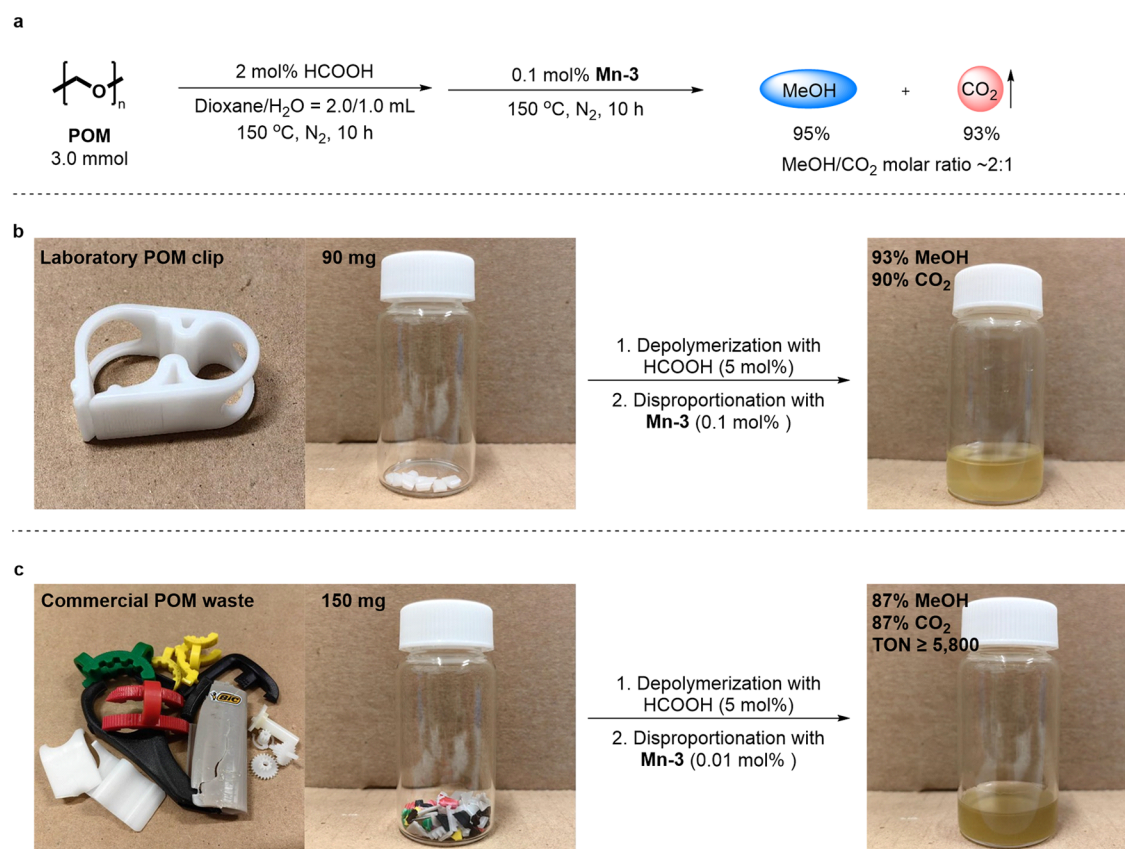 a
[ O ]n
POM
3.0 mmol
2 mol% HCOOH
Dioxane/H₂O = 2.0/1.0 mL
150 °C, N₂, 10 h
0.1 mol% Mn-3
150 °C, N₂, 10 h
MeOH
+
CO₂
95%
93%
MeOH/CO₂ molar ratio ~2:1
b
Laboratory POM clip
90 mg
1. Depolymerization with
HCOOH (5 mol%)
2. Disproportionation with
Mn-3 (0.1 mol% )
93% MeOH
90% CO₂
c
Commercial POM waste
BIC
150 mg
1. Depolymerization with
HCOOH (5 mol%)
2. Disproportionation with
Mn-3 (0.01 mol% )
87% MeOH
87% CO₂
TON ≥ 5,800